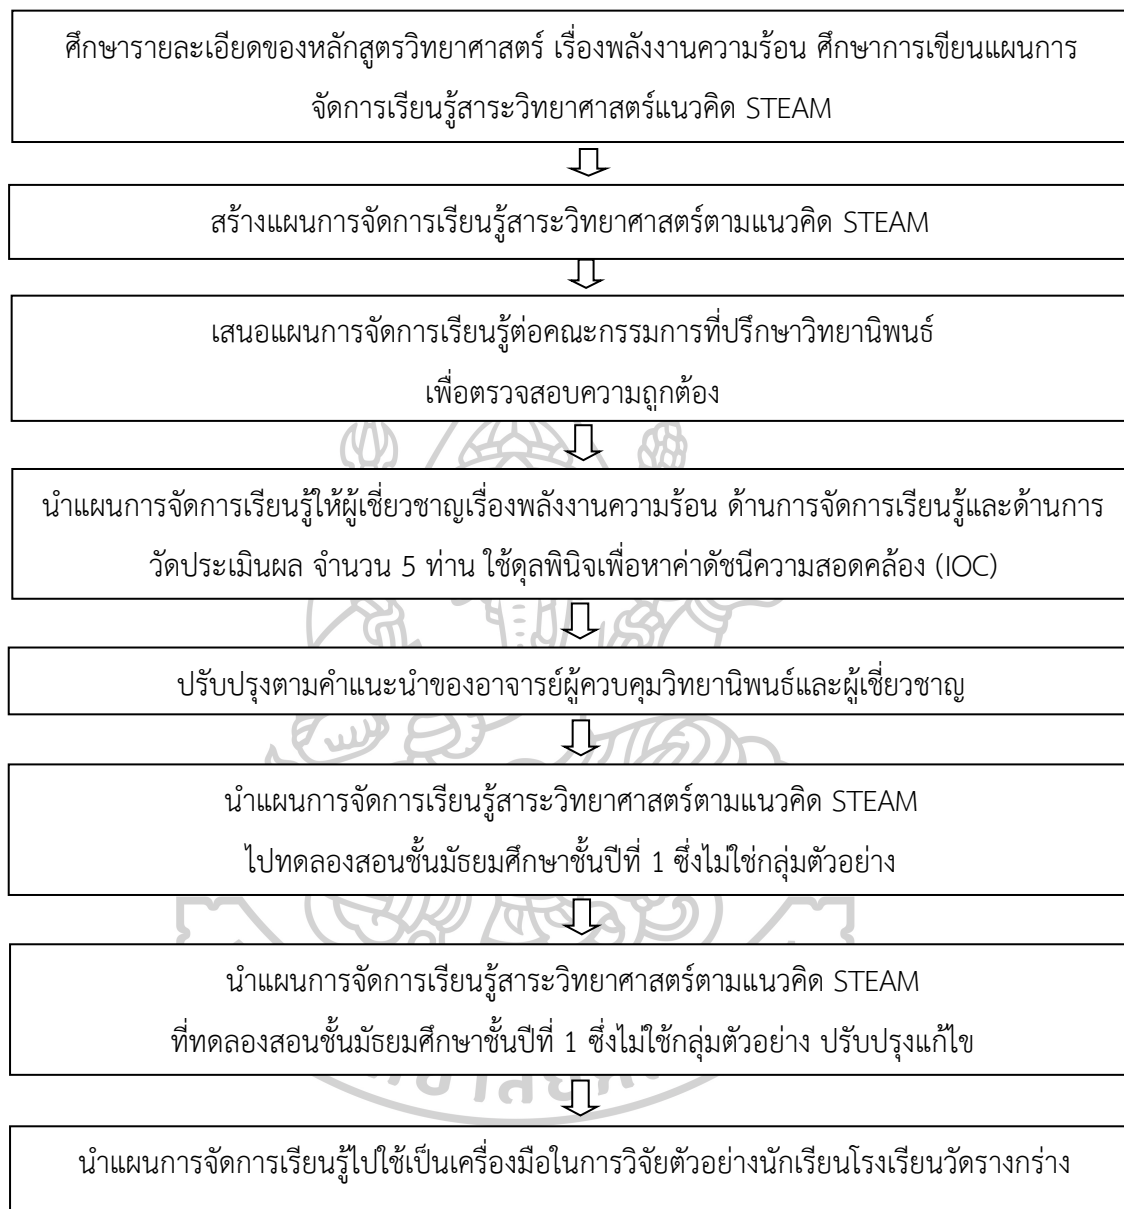 ศึกษารายละเอียดของหลักสูตรวิทยาศาสตร์ เรื่องพลังงานความร้อน ศึกษาการเขียนแผนการ
จัดการเรียนรู้สาระวิทยาศาสตร์แนวคิด STEAM
สร้างแผนการจัดการเรียนรู้สาระวิทยาศาสตร์ตามแนวคิด STEAM
เสนอแผนการจัดการเรียนรู้ต่อคณะกรรมการที่ปรึกษาวิทยานิพนธ์
เพื่อตรวจสอบความถูกต้อง
นำแผนการจัดการเรียนรู้ให้ผู้เชี่ยวชาญเรื่องพลังงานความร้อน ด้านการจัดการเรียนรู้และด้านการ
วัดประเมินผล จำนวน 5 ท่าน ใช้ดุลพินิจเพื่อหาค่าดัชนีความสอดคล้อง (IOC)
ปรับปรุงตามคำแนะนำของอาจารย์ผู้ควบคุมวิทยานิพนธ์และผู้เชี่ยวชาญ
นำแผนการจัดการเรียนรู้สาระวิทยาศาสตร์ตามแนวคิด STEAM
ไปทดลองสอนชั้นมัธยมศึกษาชั้นปีที่ 1 ซึ่งไม่ใช่กลุ่มตัวอย่าง
นำแผนการจัดการเรียนรู้สาระวิทยาศาสตร์ตามแนวคิด STEAM
ที่ทดลองสอนชั้นมัธยมศึกษาชั้นปีที่ 1 ซึ่งไม่ใช้กลุ่มตัวอย่าง ปรับปรุงแก้ไข
นำแผนการจัดการเรียนรู้ไปใช้เป็นเครื่องมือในการวิจัยตัวอย่างนักเรียนโรงเรียนวัดรางกร่าง